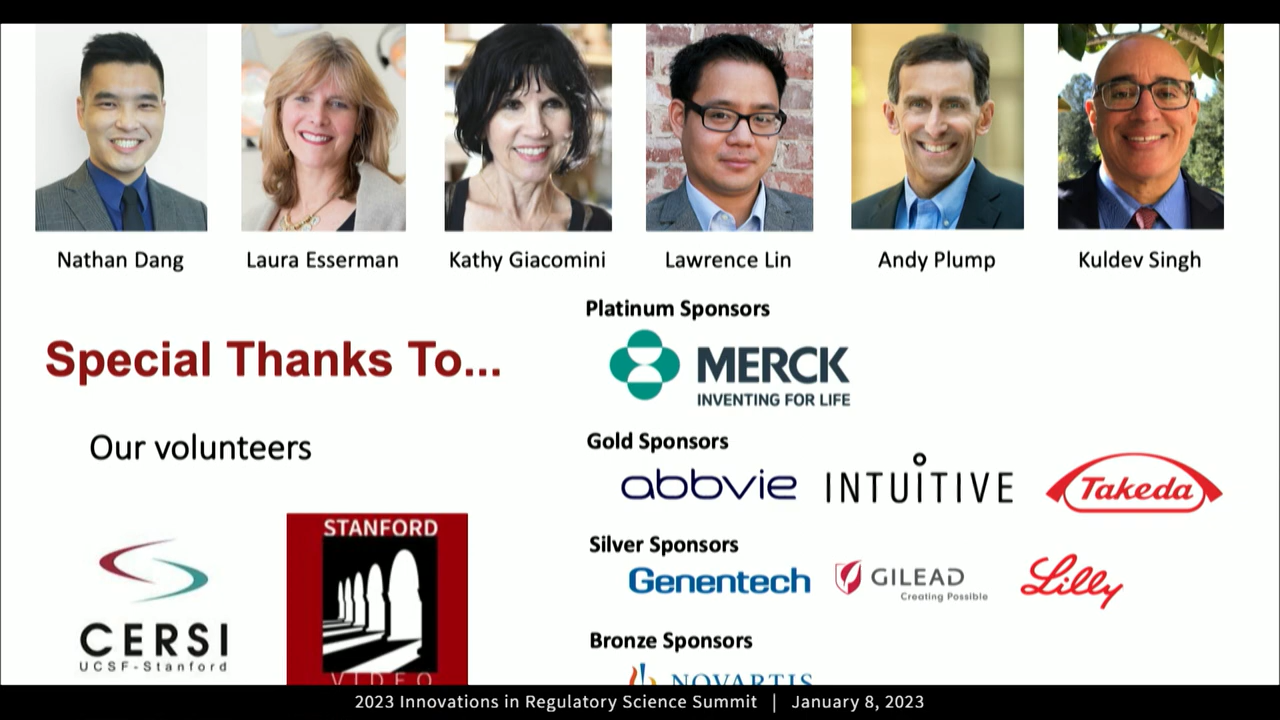 Nathan Dang
Laura Esserman
Kathy Giacomini
Lawrence Lin
Andy Plump
Kuldev Singh
Special Thanks To...
Our volunteers
CERSI
UCSF-Stanford
STANFORD
VIDEO
Platinum Sponsors
MERCK
INVENTING FOR LIFE
Gold Sponsors
abbvie
INTUITIVE
Takeda
Silver Sponsors
Genentech
GILEAD
Creating Possible
Lilly
Bronze Sponsors
NOVARTIS
2023 Innovations in Regulatory Science Summit | January 8, 2023